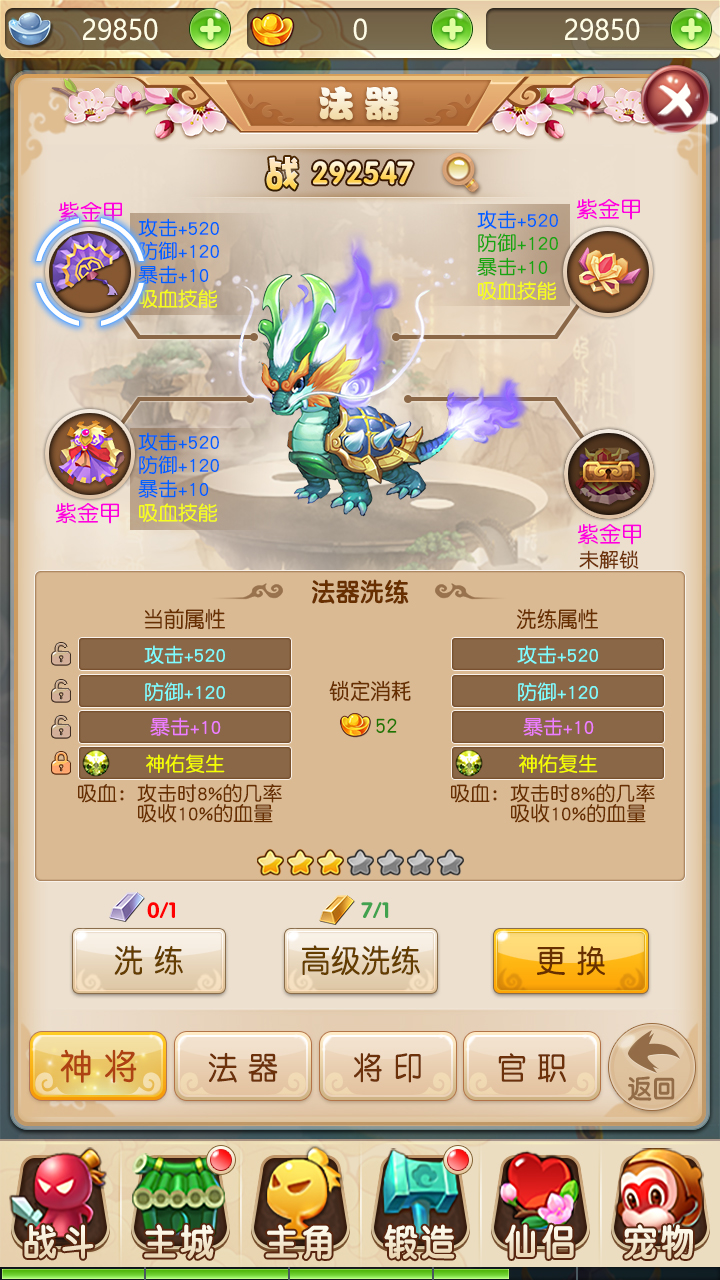 29850
0
29850
法器
战 292547
紫金甲
攻击+520
防御+120
暴击+10
吸血技能
紫金甲
攻击+520
防御+120
暴击+10
吸血技能
紫金甲
攻击+520
防御+120
暴击+10
吸血技能
紫金甲
未解锁
法器洗练
当前属性
洗练属性
攻击+520
攻击+520
防御+120
锁定消耗
防御+120
暴击+10
52
暴击+10
神佑复生
神佑复生
吸血：攻击时8%的几率
吸收10%的血量
吸血：攻击时8%的几率
吸收10%的血量
0/1
7/1
洗练
高级洗练
更换
神将
法器
将印
官职
返回
战斗
主城
主角
锻造
仙侣
宠物